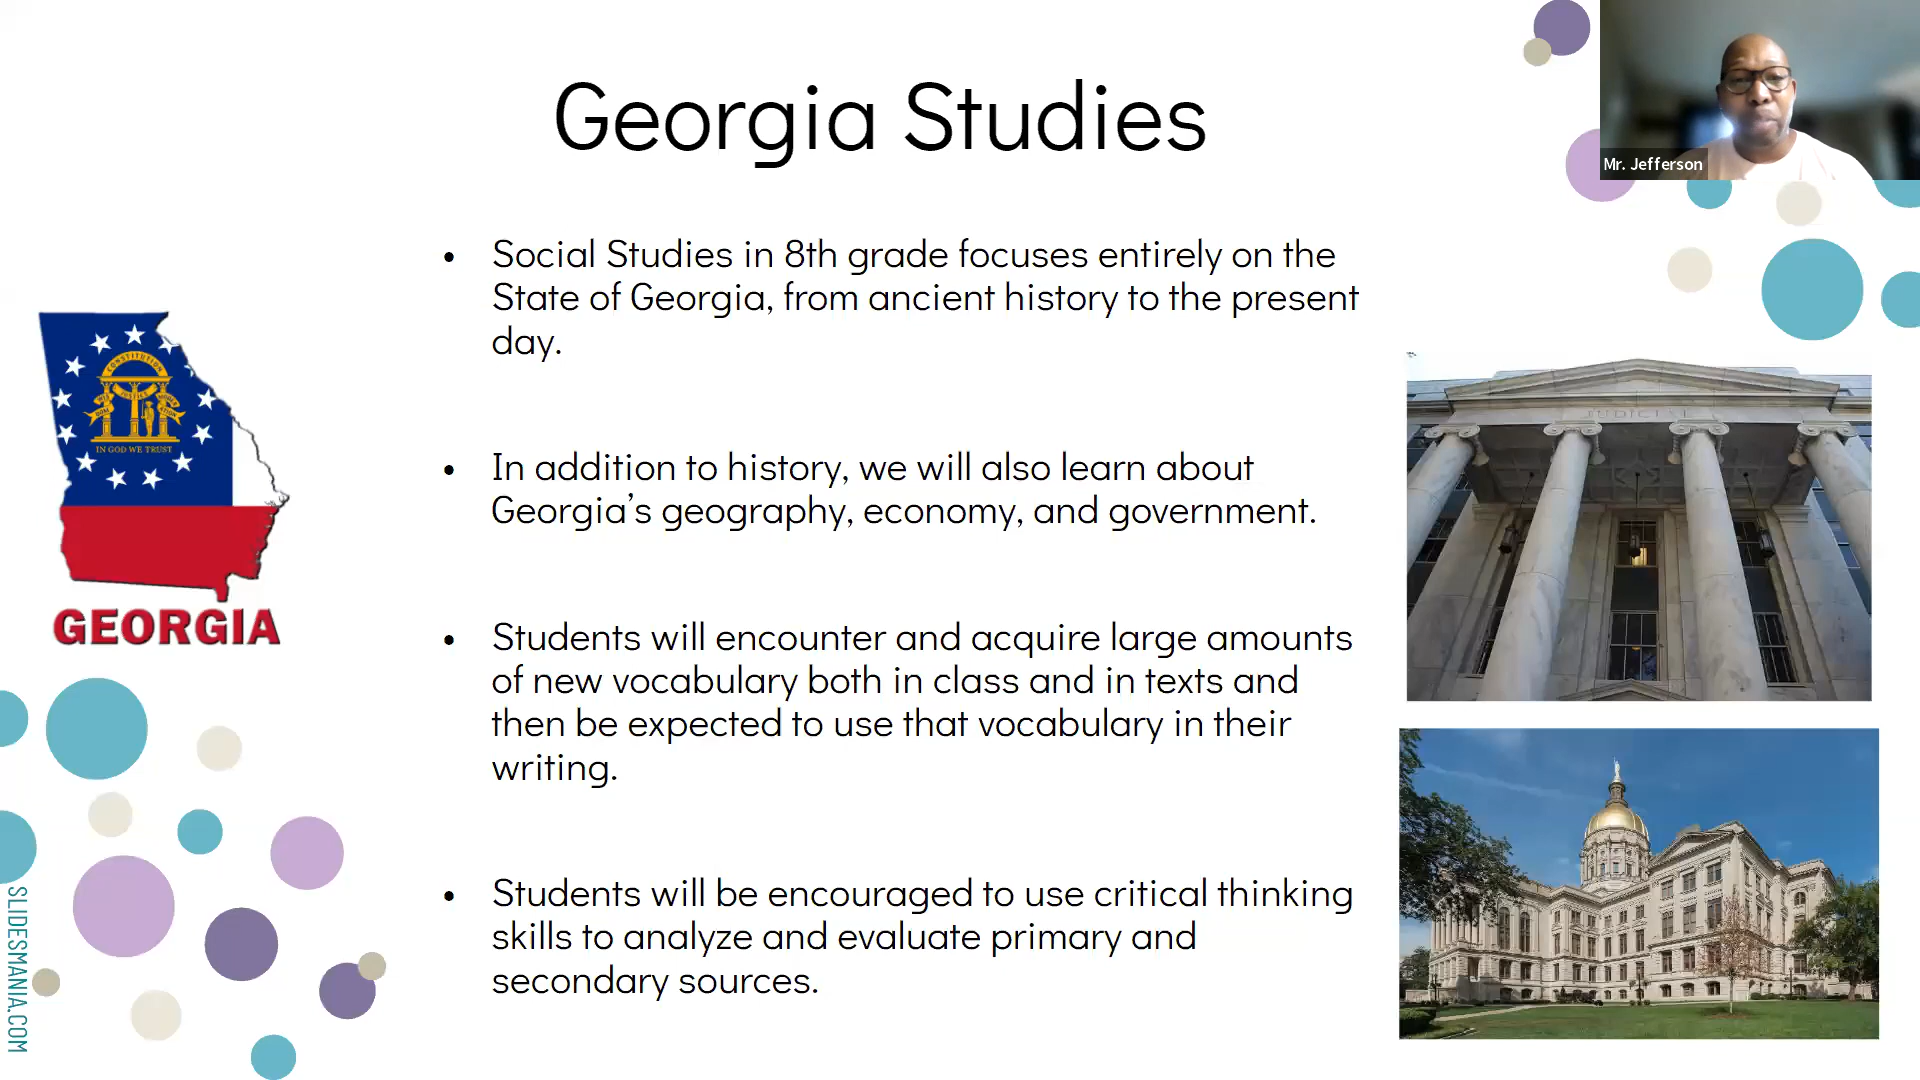 Georgia Studies
Mr. Jefferson
• Social Studies in 8th grade focuses entirely on the
State of Georgia, from ancient history to the present
day.
• In addition to history, we will also learn about
Georgia’s geography, economy, and government.
• Students will encounter and acquire large amounts
of new vocabulary both in class and in texts and
then be expected to use that vocabulary in their
writing.
• Students will be encouraged to use critical thinking
skills to analyze and evaluate primary and
secondary sources.
CONSTITUTION
JUSTICE
IN GOD WE TRUST
GEORGIA
SLIDESMANIA.COM